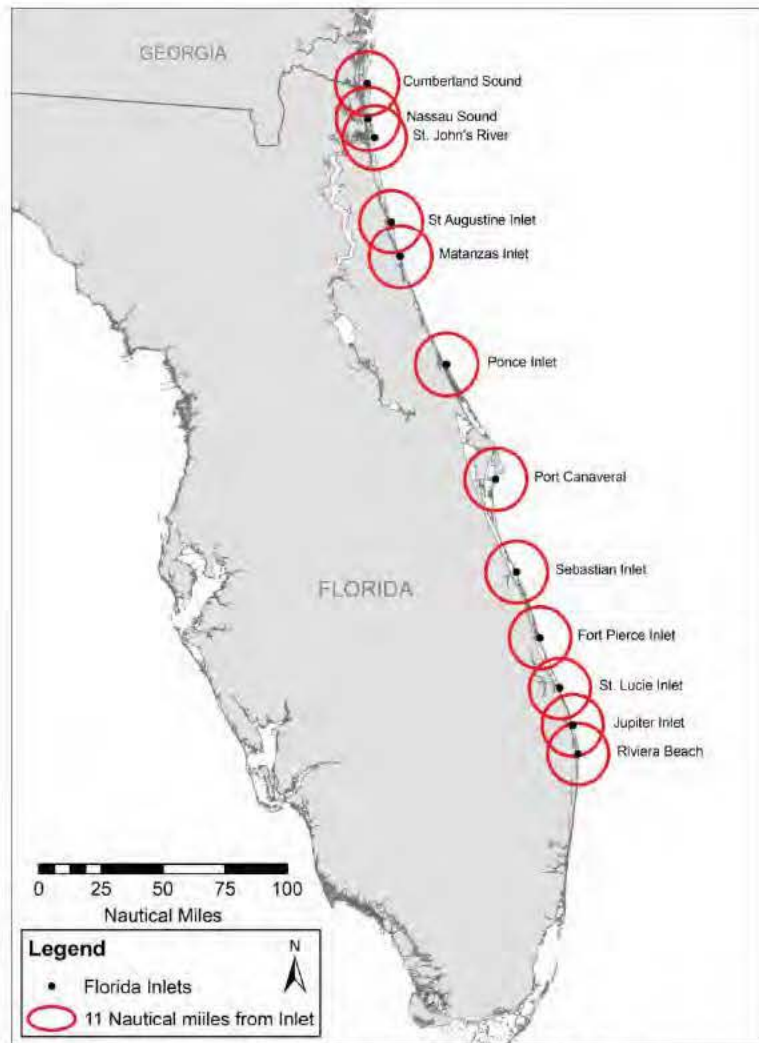 GEORGIA
Cumberland Sound
Nassau Sound
St. John's River
St Augustine Inlet
Matanzas Inlet
Ponce Inlet
Port Canaveral
Sebastian Inlet
FLORIDA
Fort Pierce Inlet
St. Lucie Inlet
Jupiter Inlet
Riviera Beach
0 25 50 100
Nautical Miles
Legend
N
Florida Inlets
11 Nautical miiles from Inlet